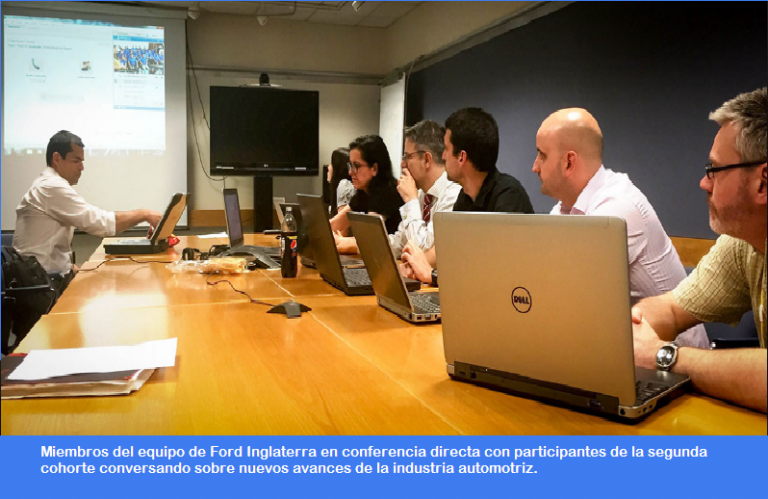 DELL
Miembros del equipo de Ford Inglaterra en conferencia directa con participantes de la segunda
cohorte conversando sobre nuevos avances de la industria automotriz.